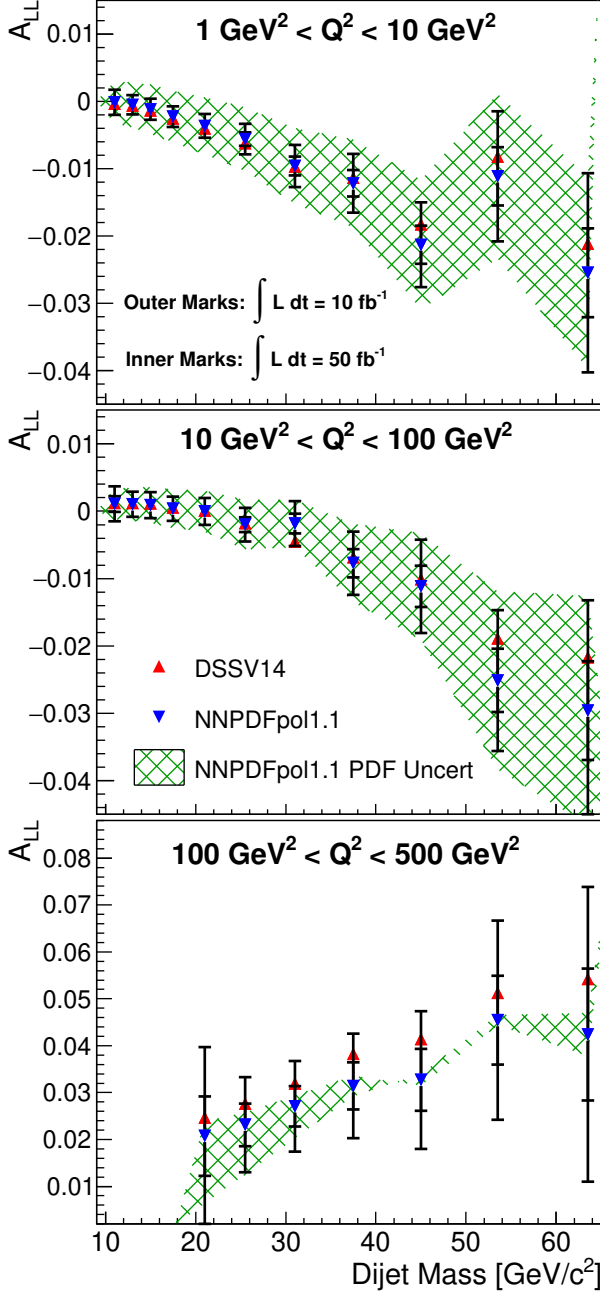 A_LL
1 GeV² < Q² < 10 GeV²
0.01
0
−0.01
−0.02
−0.03
−0.04
Outer Marks: ∫ L dt = 10 fb⁻¹
Inner Marks: ∫ L dt = 50 fb⁻¹
A_LL
10 GeV² < Q² < 100 GeV²
0.01
0
−0.01
−0.02
−0.03
−0.04
DSSV14
NNPDFpol1.1
NNPDFpol1.1 PDF Uncert
A_LL
100 GeV² < Q² < 500 GeV²
0.08
0.07
0.06
0.05
0.04
0.03
0.02
0.01
10 20 30 40 50 60
Dijet Mass [GeV/c²]